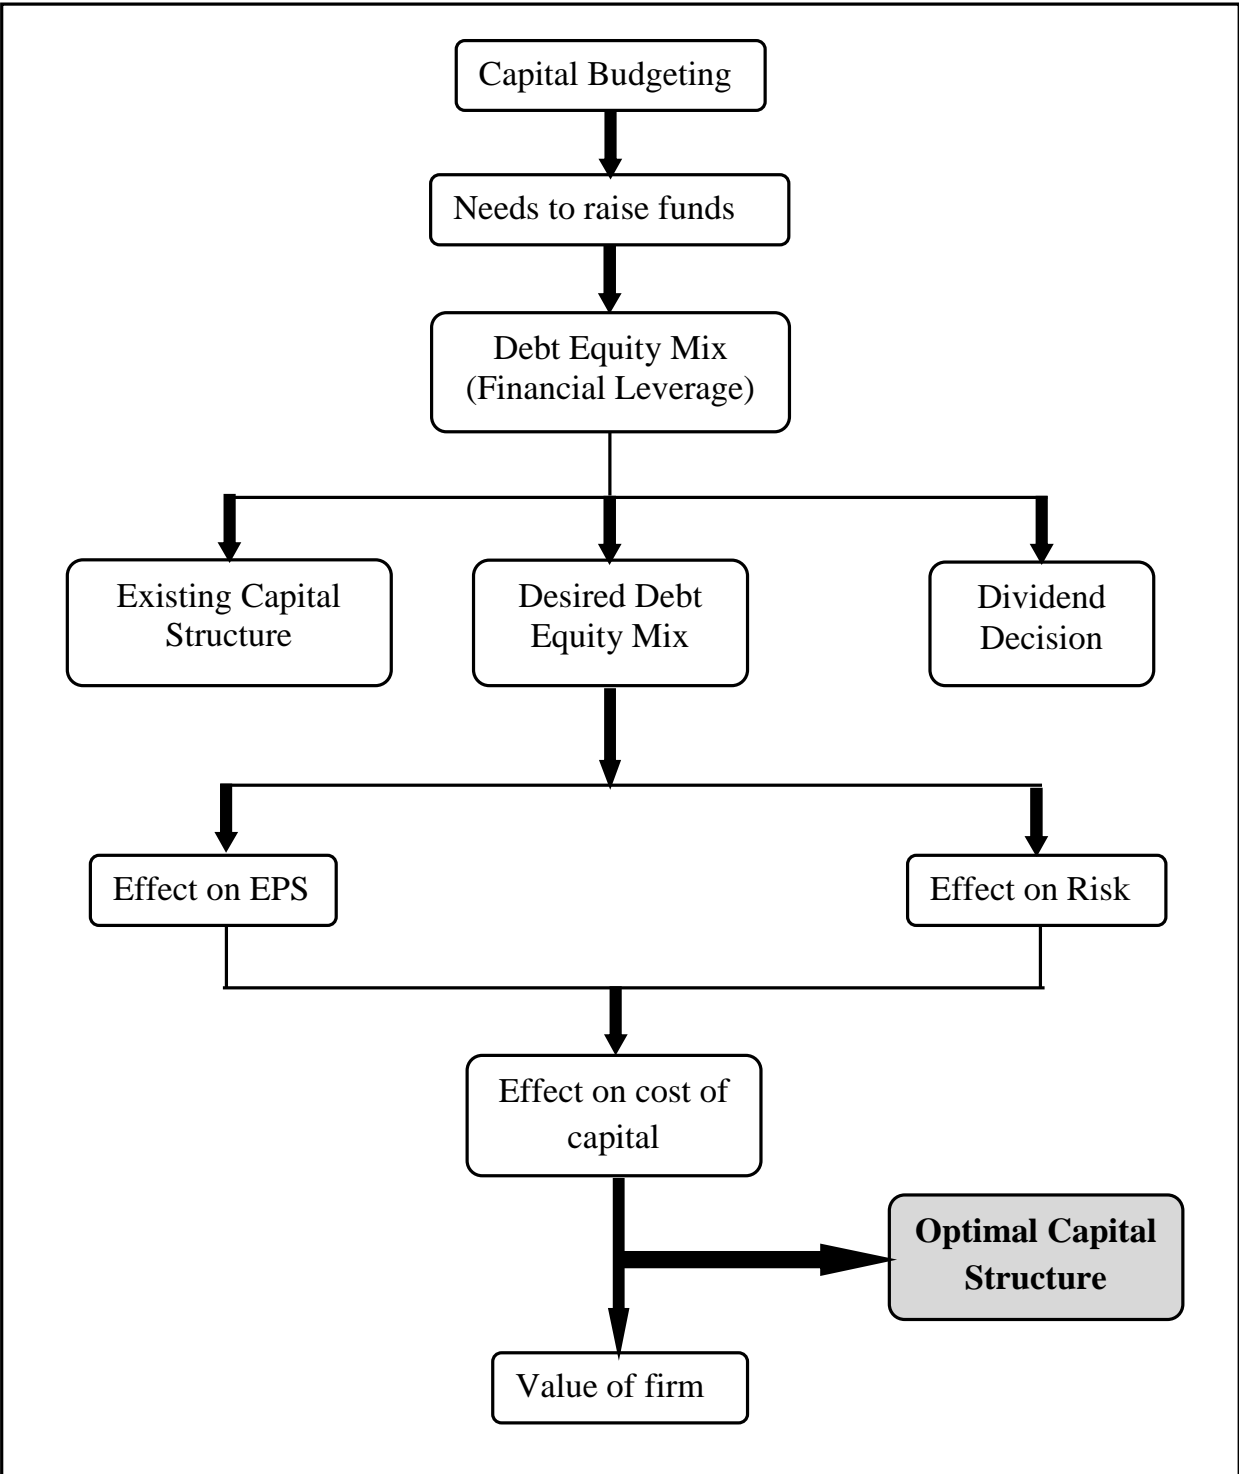 Capital Budgeting
Needs to raise funds
Debt Equity Mix
(Financial Leverage)
Existing Capital
Structure
Desired Debt
Equity Mix
Dividend
Decision
Effect on EPS
Effect on Risk
Effect on cost of
capital
Optimal Capital
Structure
Value of firm